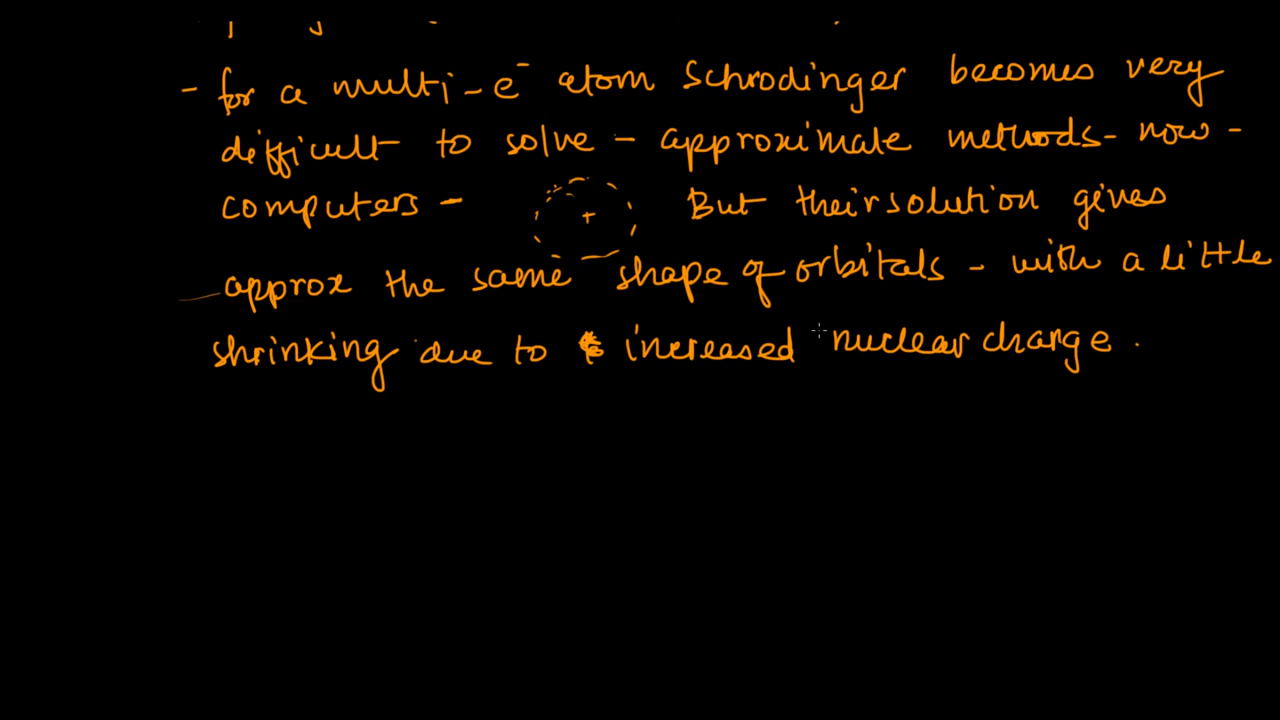 - for a multi-e⁻ atom Schrodinger becomes very
difficult to solve - approximate methods - now -
computers - + But their solution gives
approx the same shape of orbitals - with a little
shrinking due to increased nuclear charge.